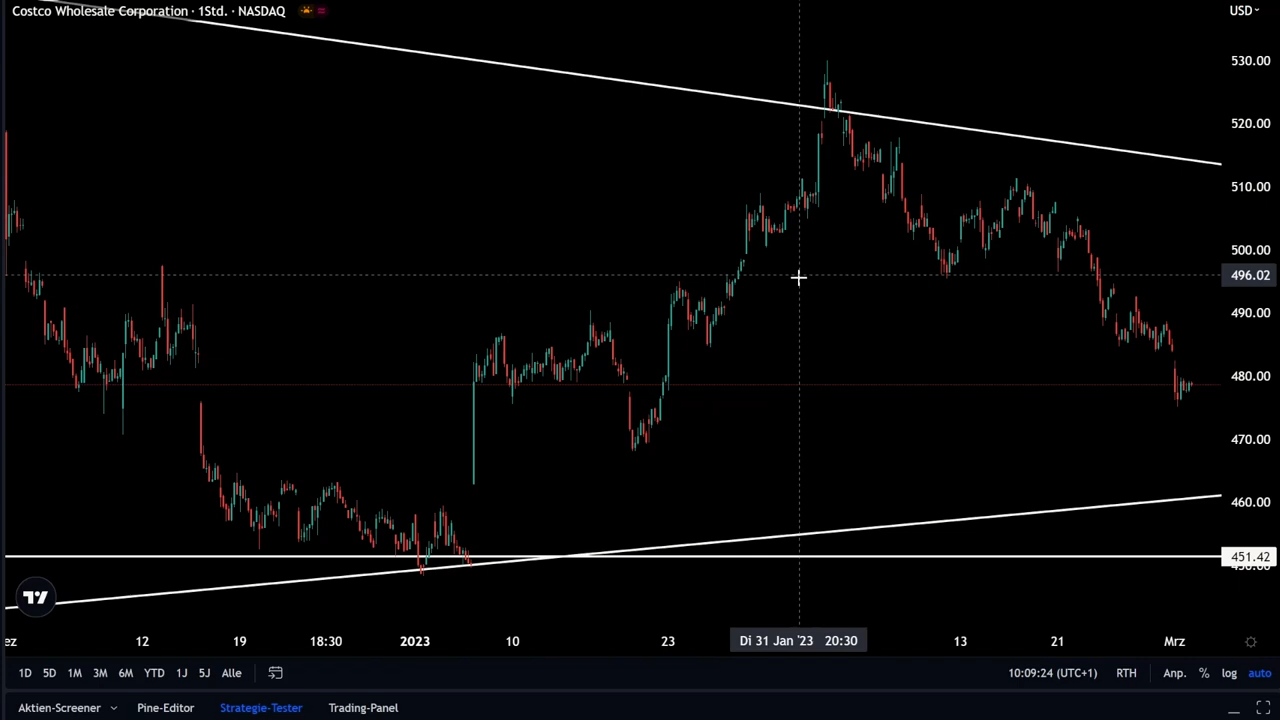 Costco Wholesale Corporation · 1Std. · NASDAQ
USD
530.00
520.00
510.00
500.00
496.02
490.00
480.00
470.00
460.00
451.42
ez 12 19 18:30 2023 10 23 Di 31 Jan '23 20:30 13 21 Mrz
1D 5D 1M 3M 6M YTD 1J 5J Alle 10:09:24 (UTC+1) RTH Anp. % log auto
Aktien-Screener Pine-Editor Strategie-Tester Trading-Panel